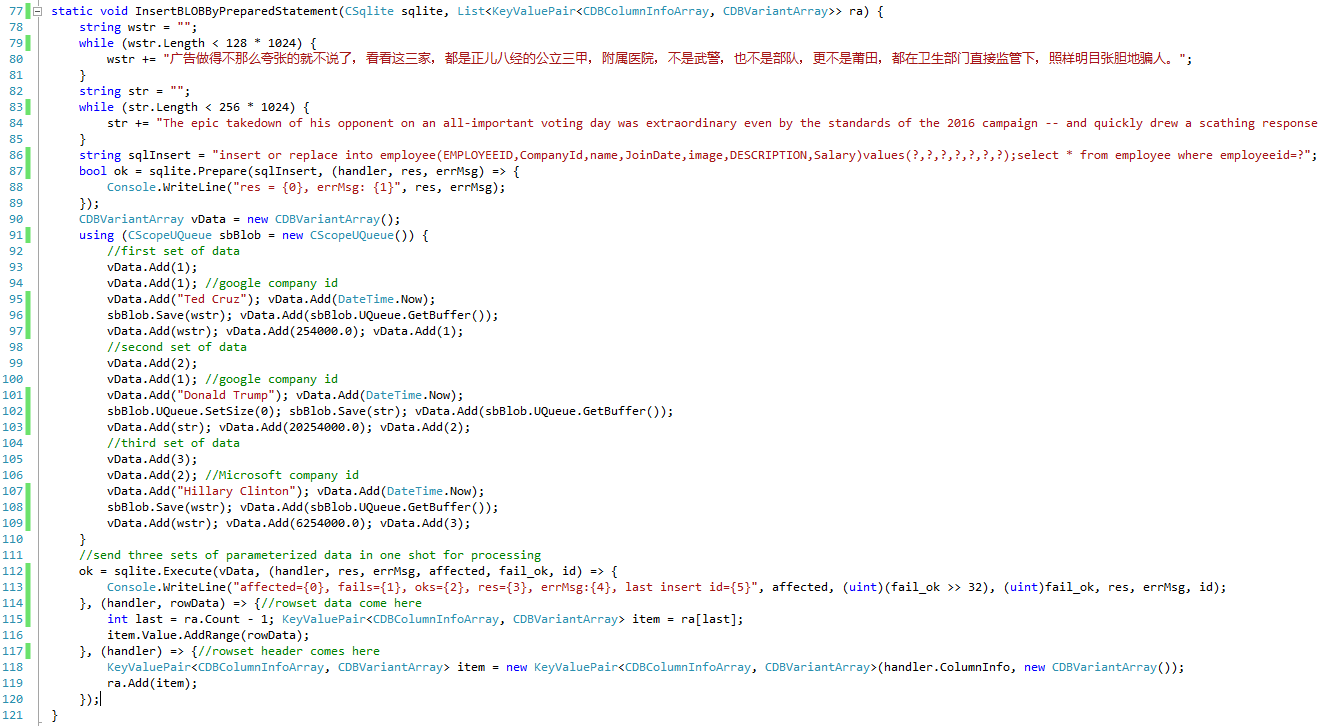 77 static void InsertBLOBByPreparedStatement(CSqlite sqlite, List<KeyValuePair<CDBColumnInfoArray, CDBVariantArray>> ra) {
78 string wstr = "";
79 while (wstr.Length < 128 * 1024) {
80 wstr += "广告做得不那么夸张的就不说了，看看这三家，都是正儿八经的公立三甲，附属医院，不是武警，也不是部队，更不是莆田，都在卫生部门直接监管下，照样明目张胆地骗人。";
81 }
82 string str = "";
83 while (str.Length < 256 * 1024) {
84 str += "The epic takedown of his opponent on an all-important voting day was extraordinary even by the standards of the 2016 campaign -- and quickly drew a scathing response
85 }
86 string sqlInsert = "insert or replace into employee(EMPLOYEEID,CompanyId,name,JoinDate,image,DESCRIPTION,Salary)values(?,?,?,?,?,?,?);select * from employee where employeeid=?";
87 bool ok = sqlite.Prepare(sqlInsert, (handler, res, errMsg) => {
88 Console.WriteLine("res = {0}, errMsg: {1}", res, errMsg);
89 });
90 CDBVariantArray vData = new CDBVariantArray();
91 using (CScopeUQueue sbBlob = new CScopeUQueue()) {
92 //first set of data
93 vData.Add(1);
94 vData.Add(1); //google company id
95 vData.Add("Ted Cruz"); vData.Add(DateTime.Now);
96 sbBlob.Save(wstr); vData.Add(sbBlob.UQueue.GetBuffer());
97 vData.Add(wstr); vData.Add(254000.0); vData.Add(1);
98 //second set of data
99 vData.Add(2);
100 vData.Add(1); //google company id
101 vData.Add("Donald Trump"); vData.Add(DateTime.Now);
102 sbBlob.UQueue.SetSize(0); sbBlob.Save(str); vData.Add(sbBlob.UQueue.GetBuffer());
103 vData.Add(str); vData.Add(20254000.0); vData.Add(2);
104 //third set of data
105 vData.Add(3);
106 vData.Add(2); //Microsoft company id
107 vData.Add("Hillary Clinton"); vData.Add(DateTime.Now);
108 sbBlob.Save(wstr); vData.Add(sbBlob.UQueue.GetBuffer());
109 vData.Add(wstr); vData.Add(6254000.0); vData.Add(3);
110 }
111 //send three sets of parameterized data in one shot for processing
112 ok = sqlite.Execute(vData, (handler, res, errMsg, affected, fail_ok, id) => {
113 Console.WriteLine("affected={0}, fails={1}, oks={2}, res={3}, errMsg:{4}, last insert id={5}", affected, (uint)(fail_ok >> 32), (uint)fail_ok, res, errMsg, id);
114 }, (handler, rowData) => {//rowset data come here
115 int last = ra.Count - 1; KeyValuePair<CDBColumnInfoArray, CDBVariantArray> item = ra[last];
116 item.Value.AddRange(rowData);
117 }, (handler) => {//rowset header comes here
118 KeyValuePair<CDBColumnInfoArray, CDBVariantArray> item = new KeyValuePair<CDBColumnInfoArray, CDBVariantArray>(handler.ColumnInfo, new CDBVariantArray());
119 ra.Add(item);
120 });
121 }